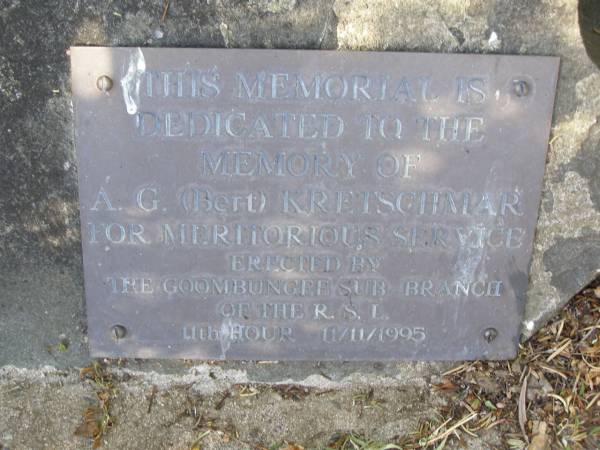 THIS MEMORIAL IS
DEDICATED TO THE
MEMORY OF
A. G. (Bert) KRETSCHMAR
FOR MERITORIOUS SERVICE
ERECTED BY
THE GOOMBUNGEE SUB-BRANCH
OF THE R. S. L.
11th HOUR 11/11/1995